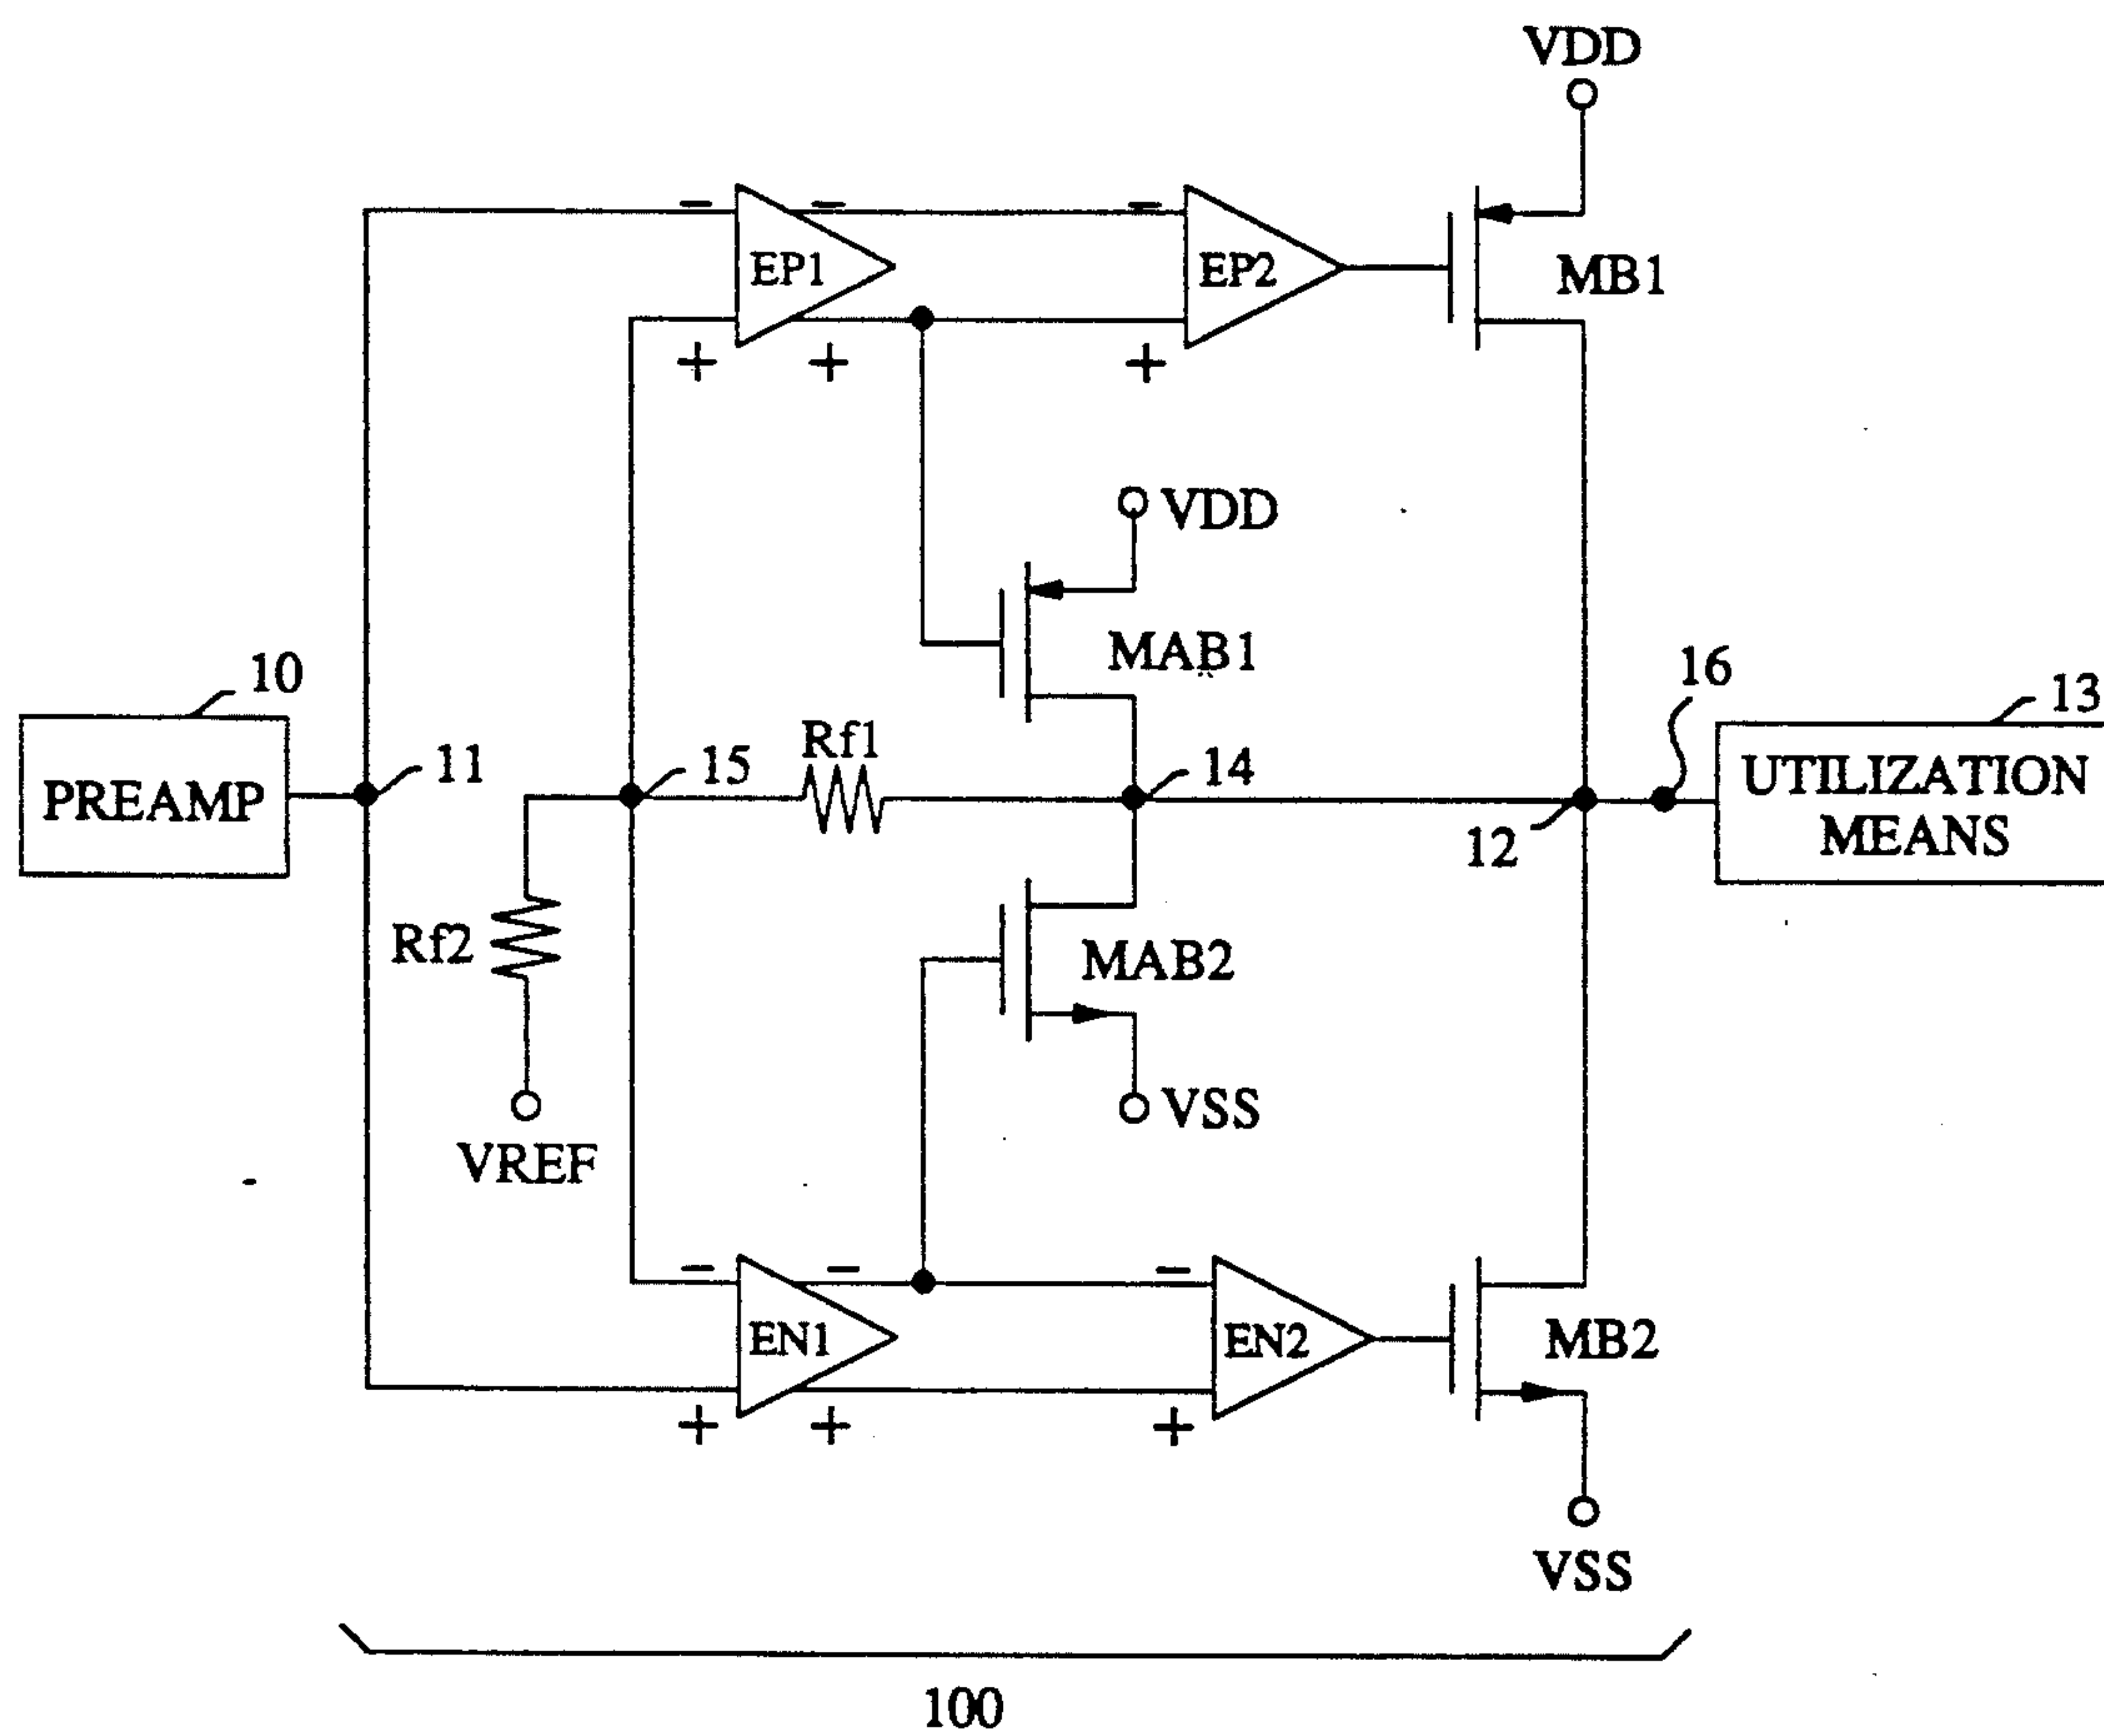 VDD
− − −
EP1 EP2
MB1
+ + +
VDD
MAB1
10
16
13
PREAMP
11
15
Rf1
14
12
UTILIZATION
MEANS
Rf2
MAB2
VSS
VREF
− − −
EN1 EN2
MB2
+ + +
VSS
100